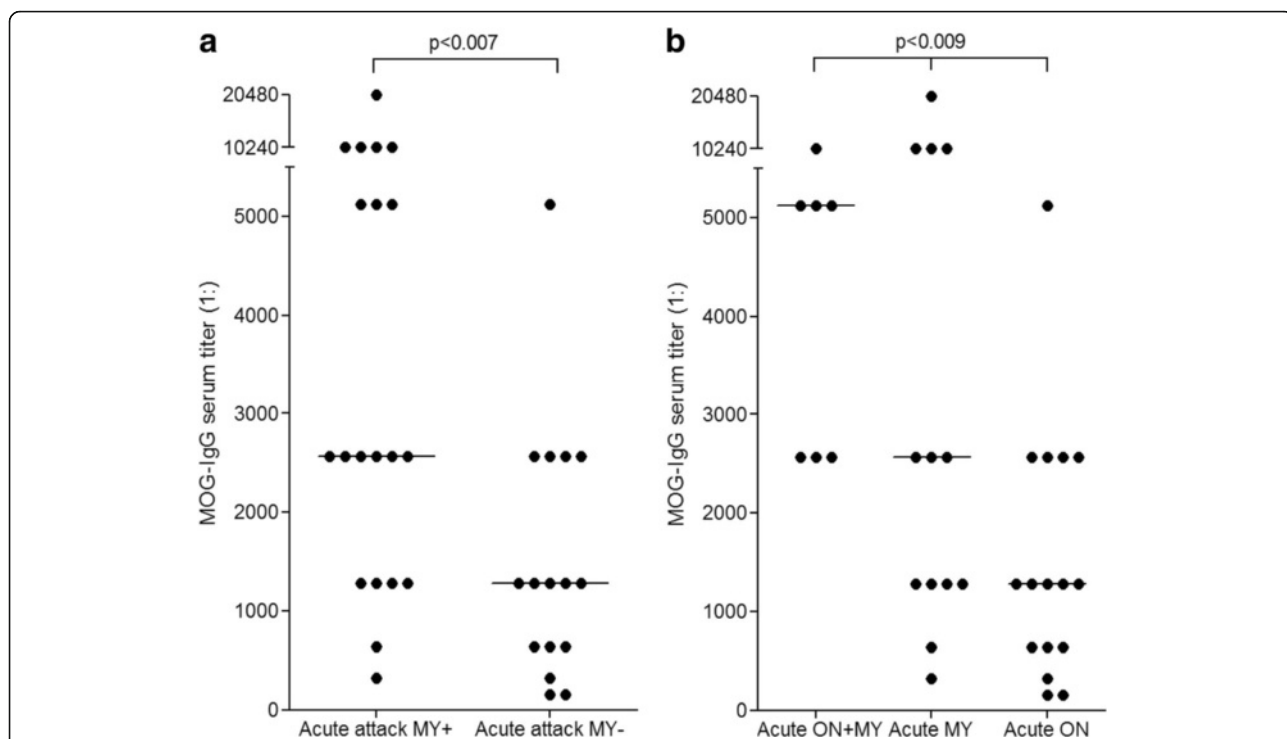 a
p<0.007
20480
10240
5000
4000
3000
2000
1000
0
MOG-IgG serum titer (1:)
Acute attack MY+ Acute attack MY-
b
p<0.009
20480
10240
5000
4000
3000
2000
1000
0
MOG-IgG serum titer (1:)
Acute ON+MY Acute MY Acute ON